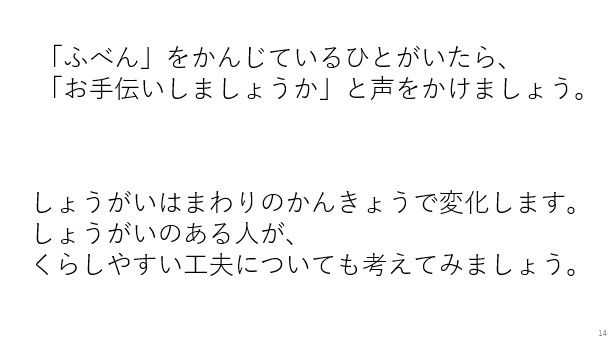 「ふべん」をかんじているひとがいたら、
「お手伝いしましょうか」と声をかけましょう。
しょうがいはまわりのかんきょうで変化します。
しょうがいのある人が、
くらしやすい工夫についても考えてみましょう。
14